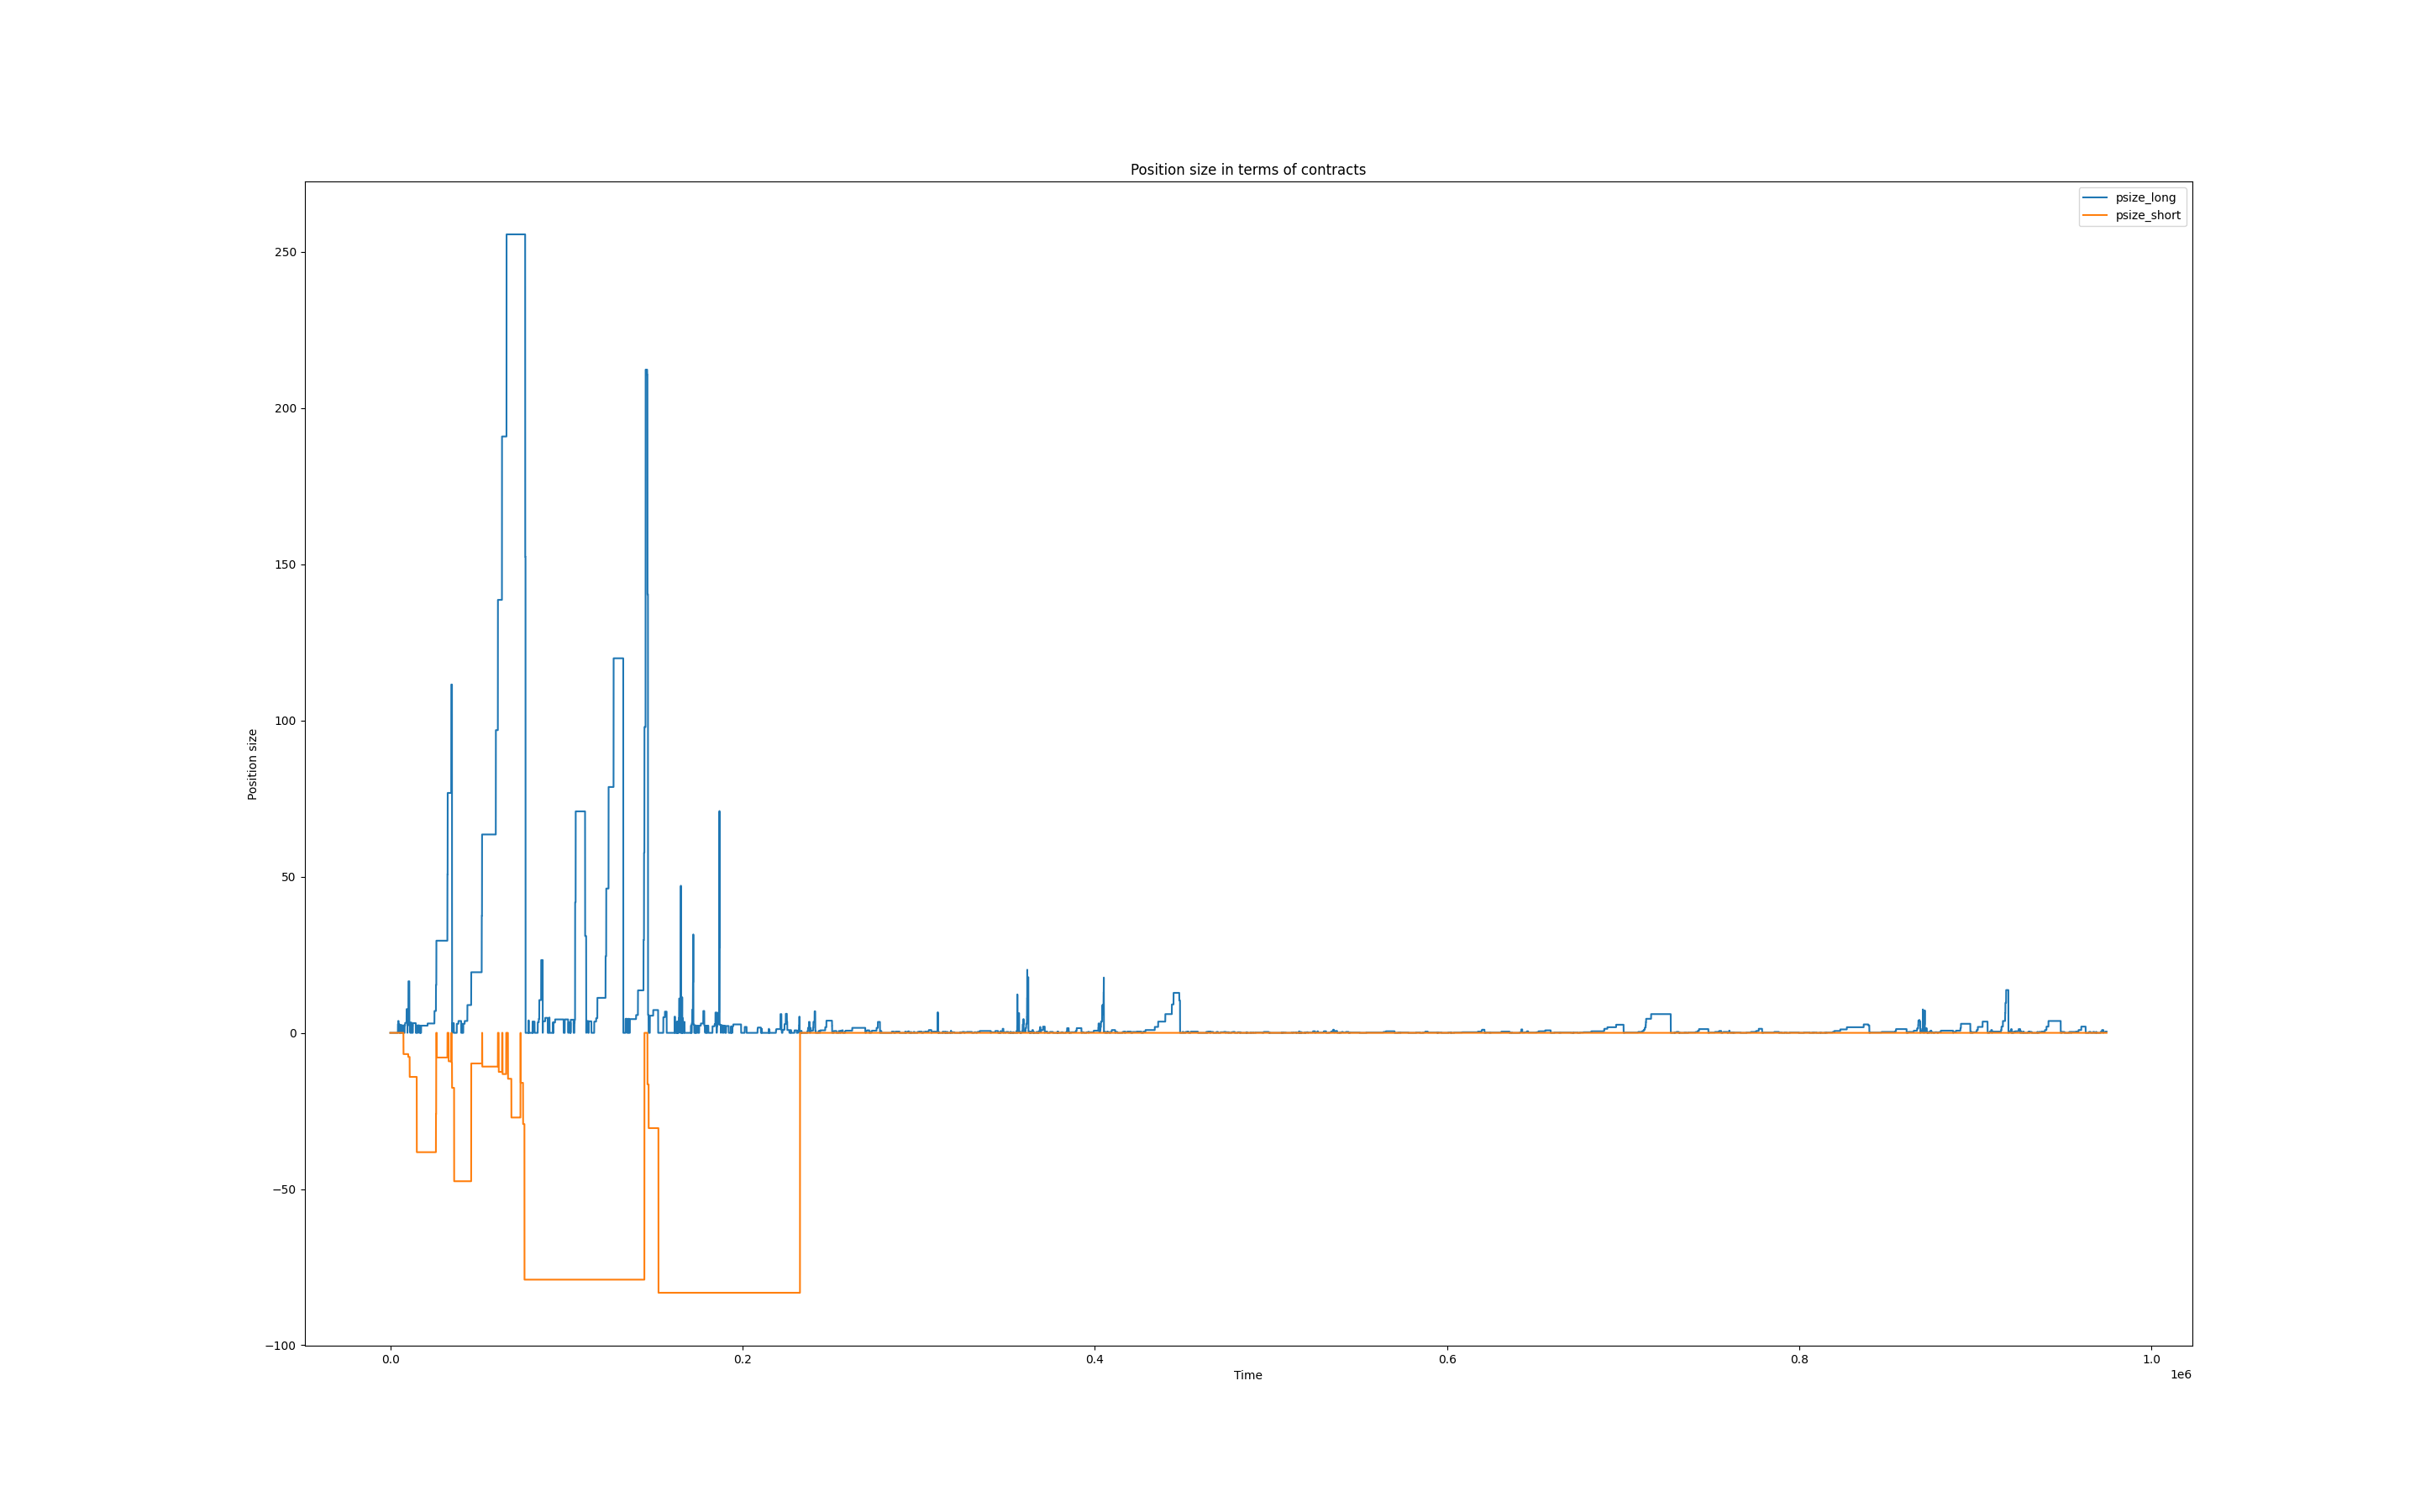 Position size in terms of contracts
psize_long
psize_short
250
200
150
100
50
0
−50
−100
Position size
0.0 0.2 0.4 0.6 0.8 1.0
1e6
Time